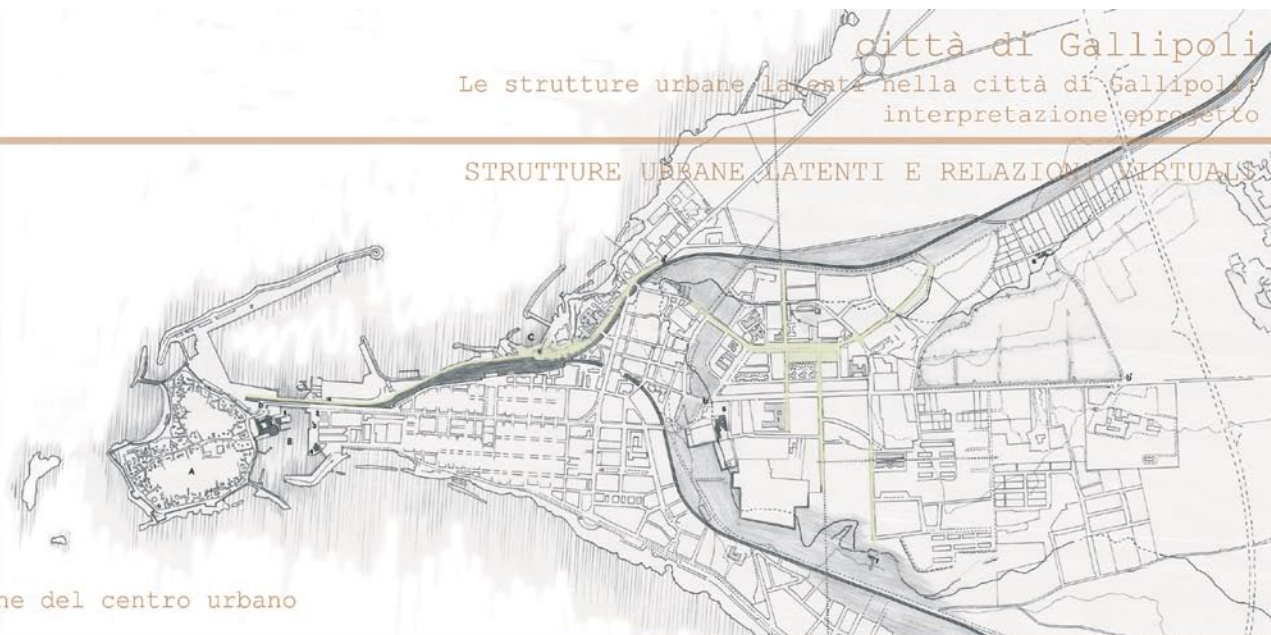 città di Gallipoli
Le strutture urbane latenti nella città di Gallipoli:
interpretazione eprogetto
STRUTTURE URBANE LATENTI E RELAZIONI VIRTUALI
A
B
C
ne del centro urbano